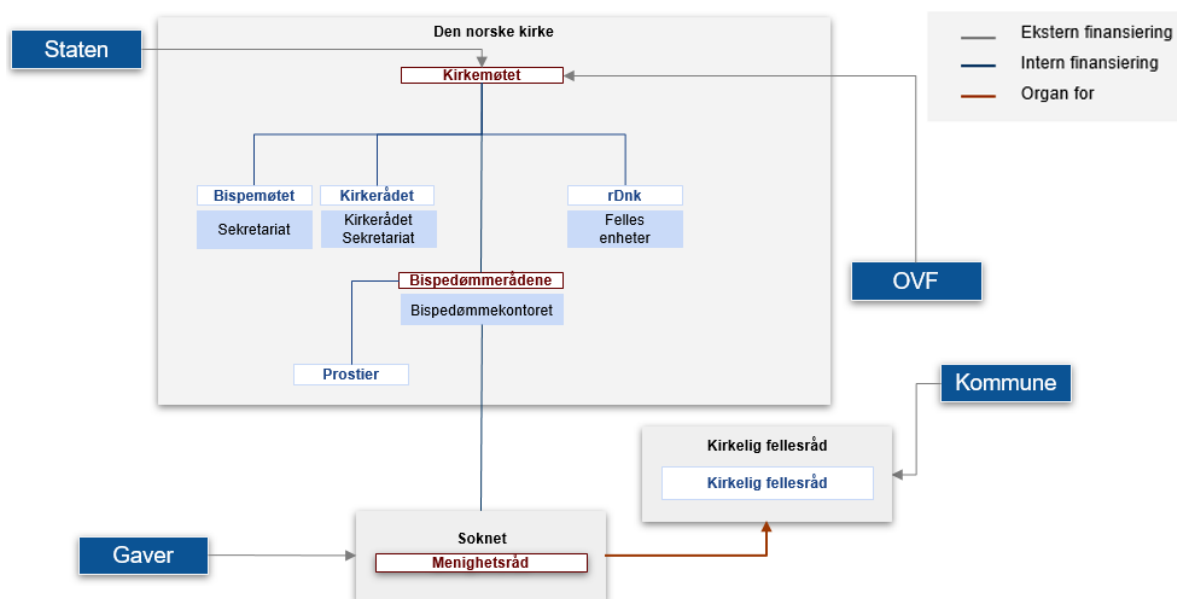 Den norske kirke
Staten
Kirkemøtet
Ekstern finansiering
Intern finansiering
Organ for
Bispemøtet
Sekretariat
Kirkerådet
Kirkerådet
Sekretariat
rDnk
Felles
enheter
Bispedømmerådene
Bispedømmekontoret
Prostier
OVF
Kommune
Kirkelig fellesråd
Kirkelig fellesråd
Gaver
Soknet
Menighetsråd